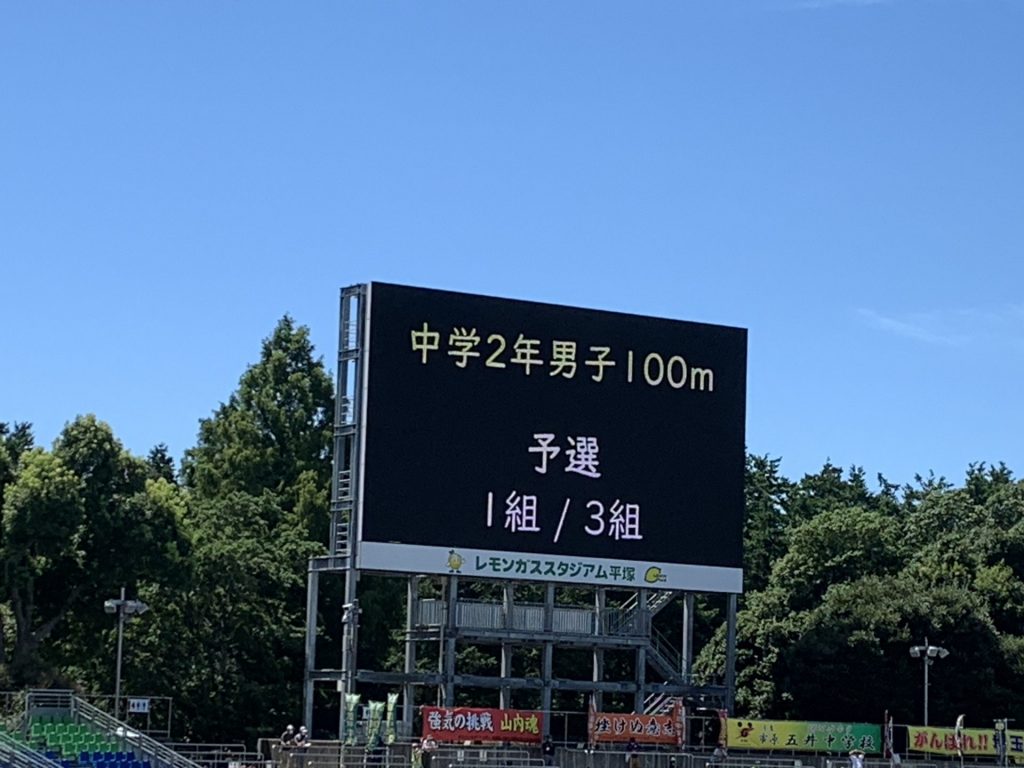 中学2年男子100m
予選
1組 / 3組
レモンガススタジアム平塚
強気の挑戦 山内魂
五井中学校
がんばれ!!